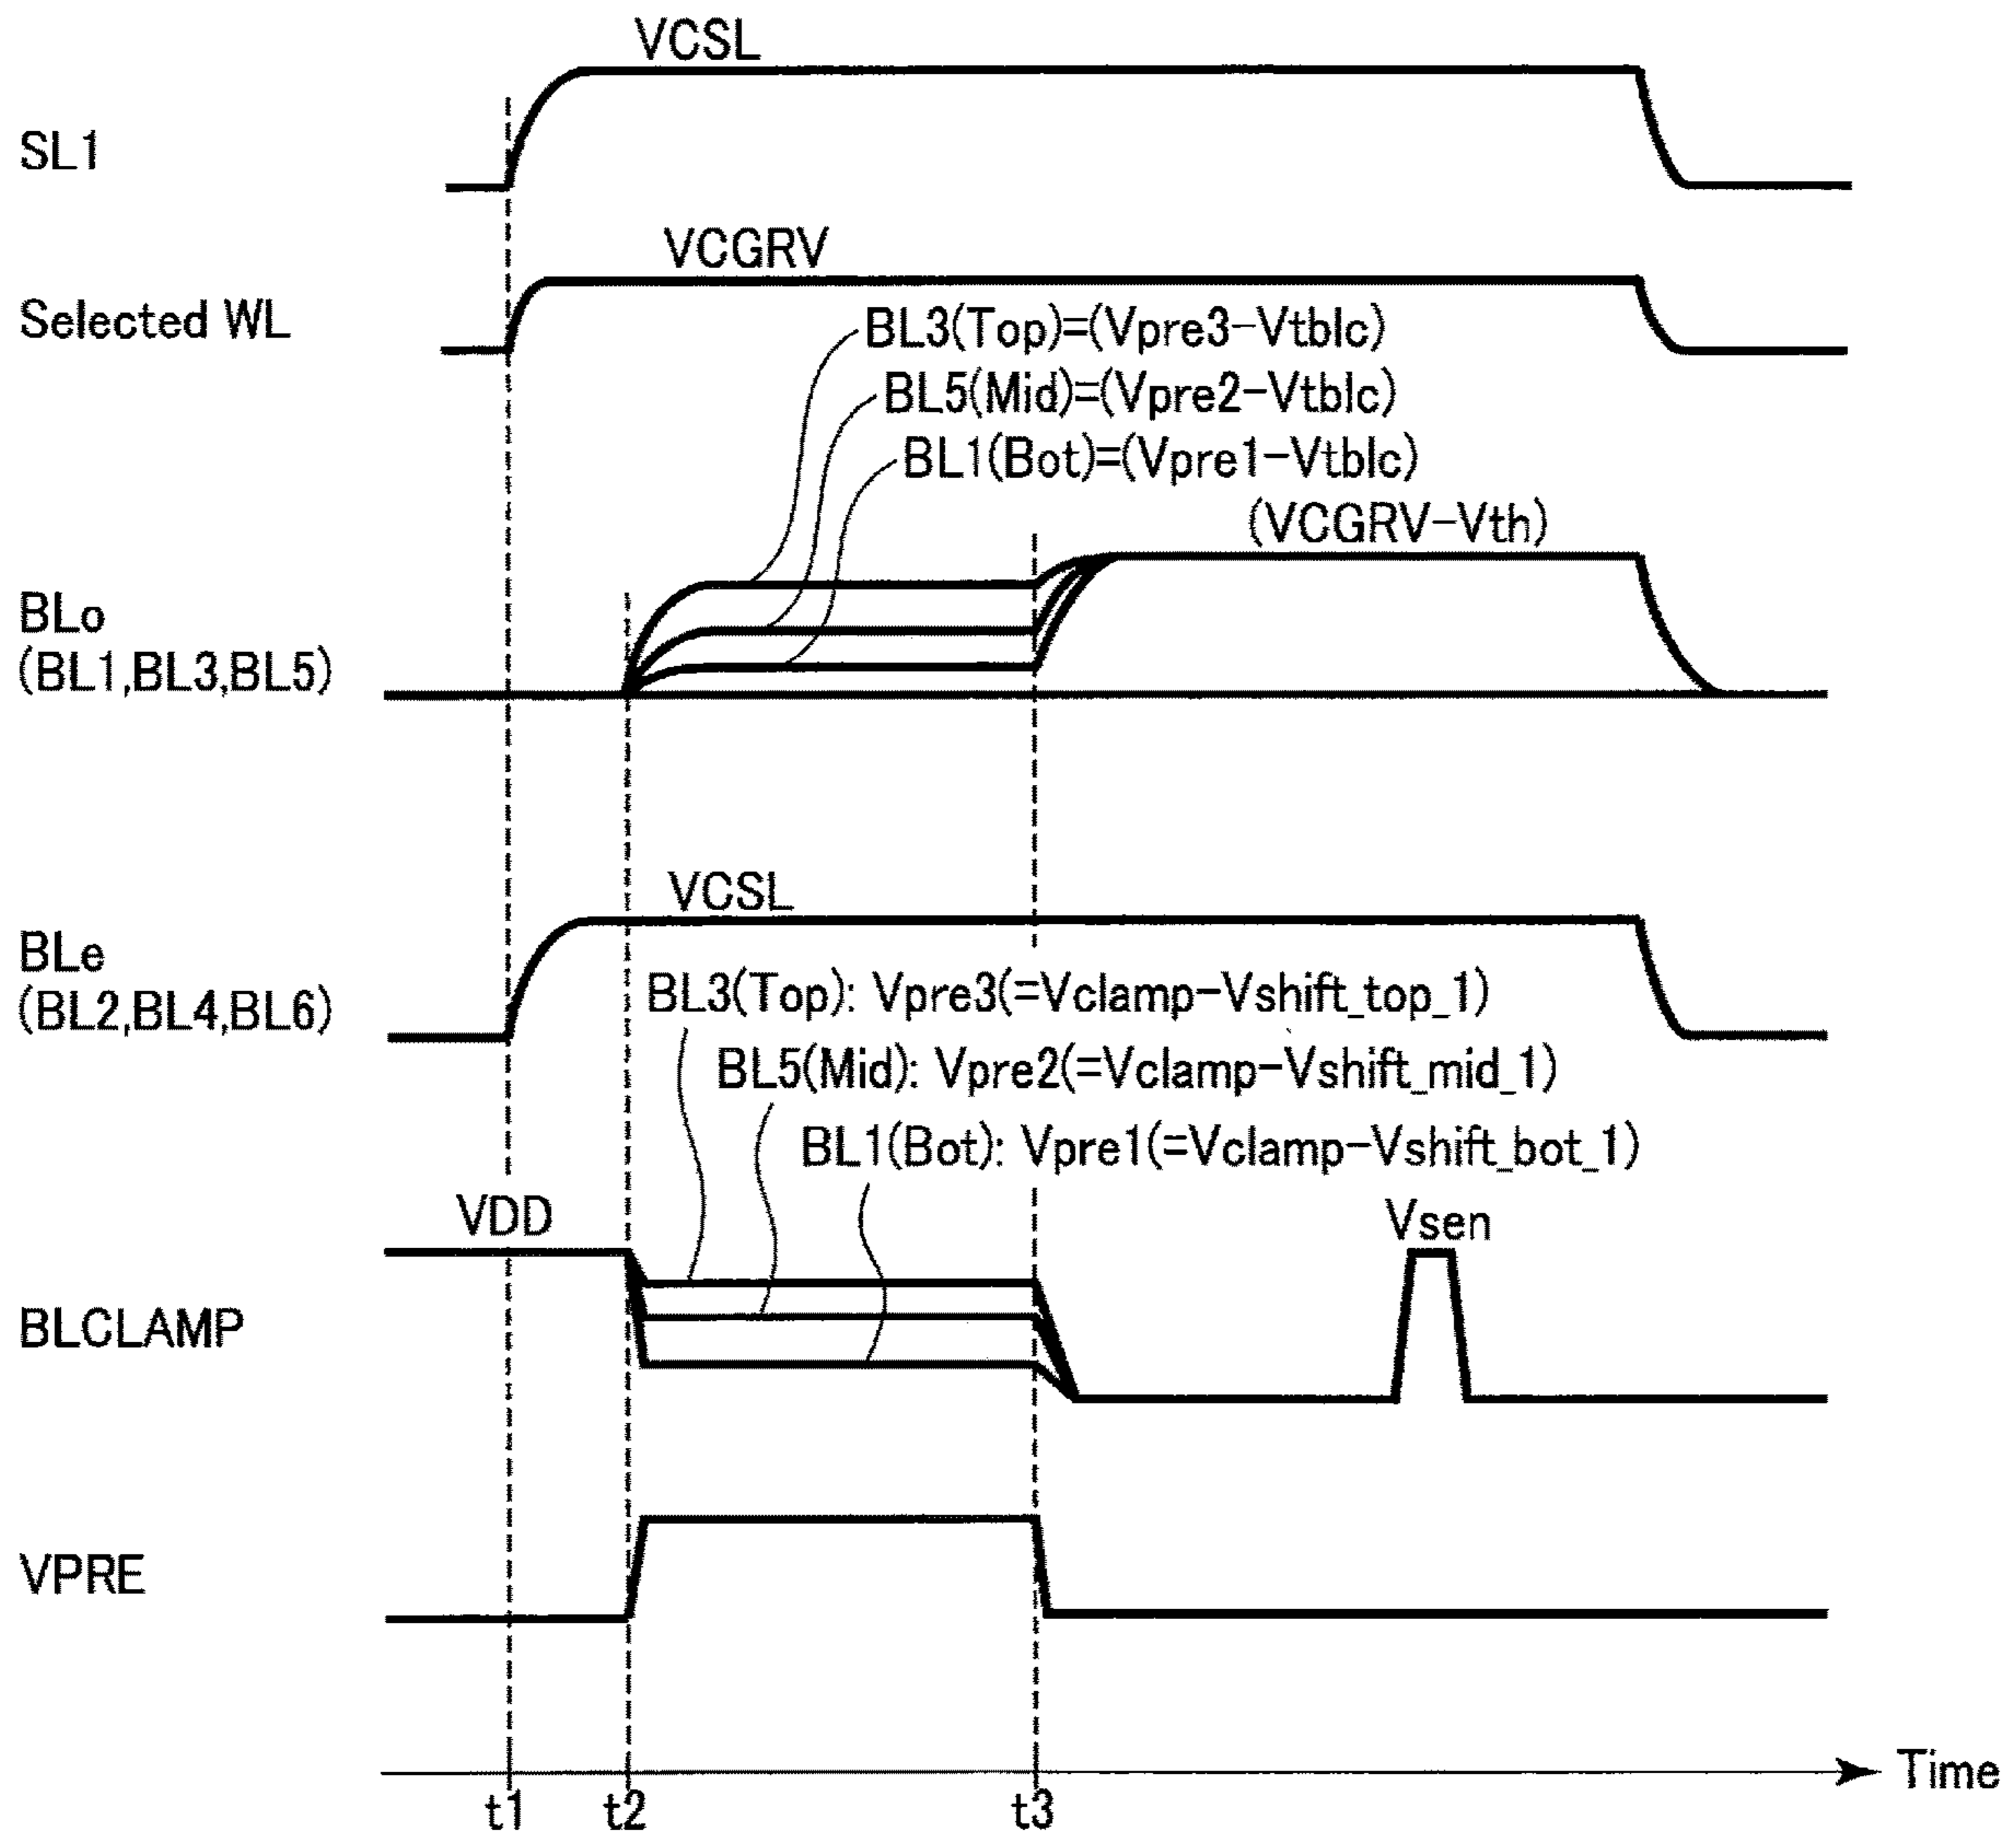 VCSL
SL1
VCGRV
Selected WL
BL3(Top)=(Vpre3-Vtblc)
BL5(Mid)=(Vpre2-Vtblc)
BL1(Bot)=(Vpre1-Vtblc)
(VCGRV-Vth)
BLo
(BL1,BL3,BL5)
VCSL
BLe
(BL2,BL4,BL6)
BL3(Top): Vpre3(=Vclamp-Vshift_top_1)
BL5(Mid): Vpre2(=Vclamp-Vshift_mid_1)
BL1(Bot): Vpre1(=Vclamp-Vshift_bot_1)
VDD
Vsen
BLCLAMP
VPRE
Time
t1 t2 t3